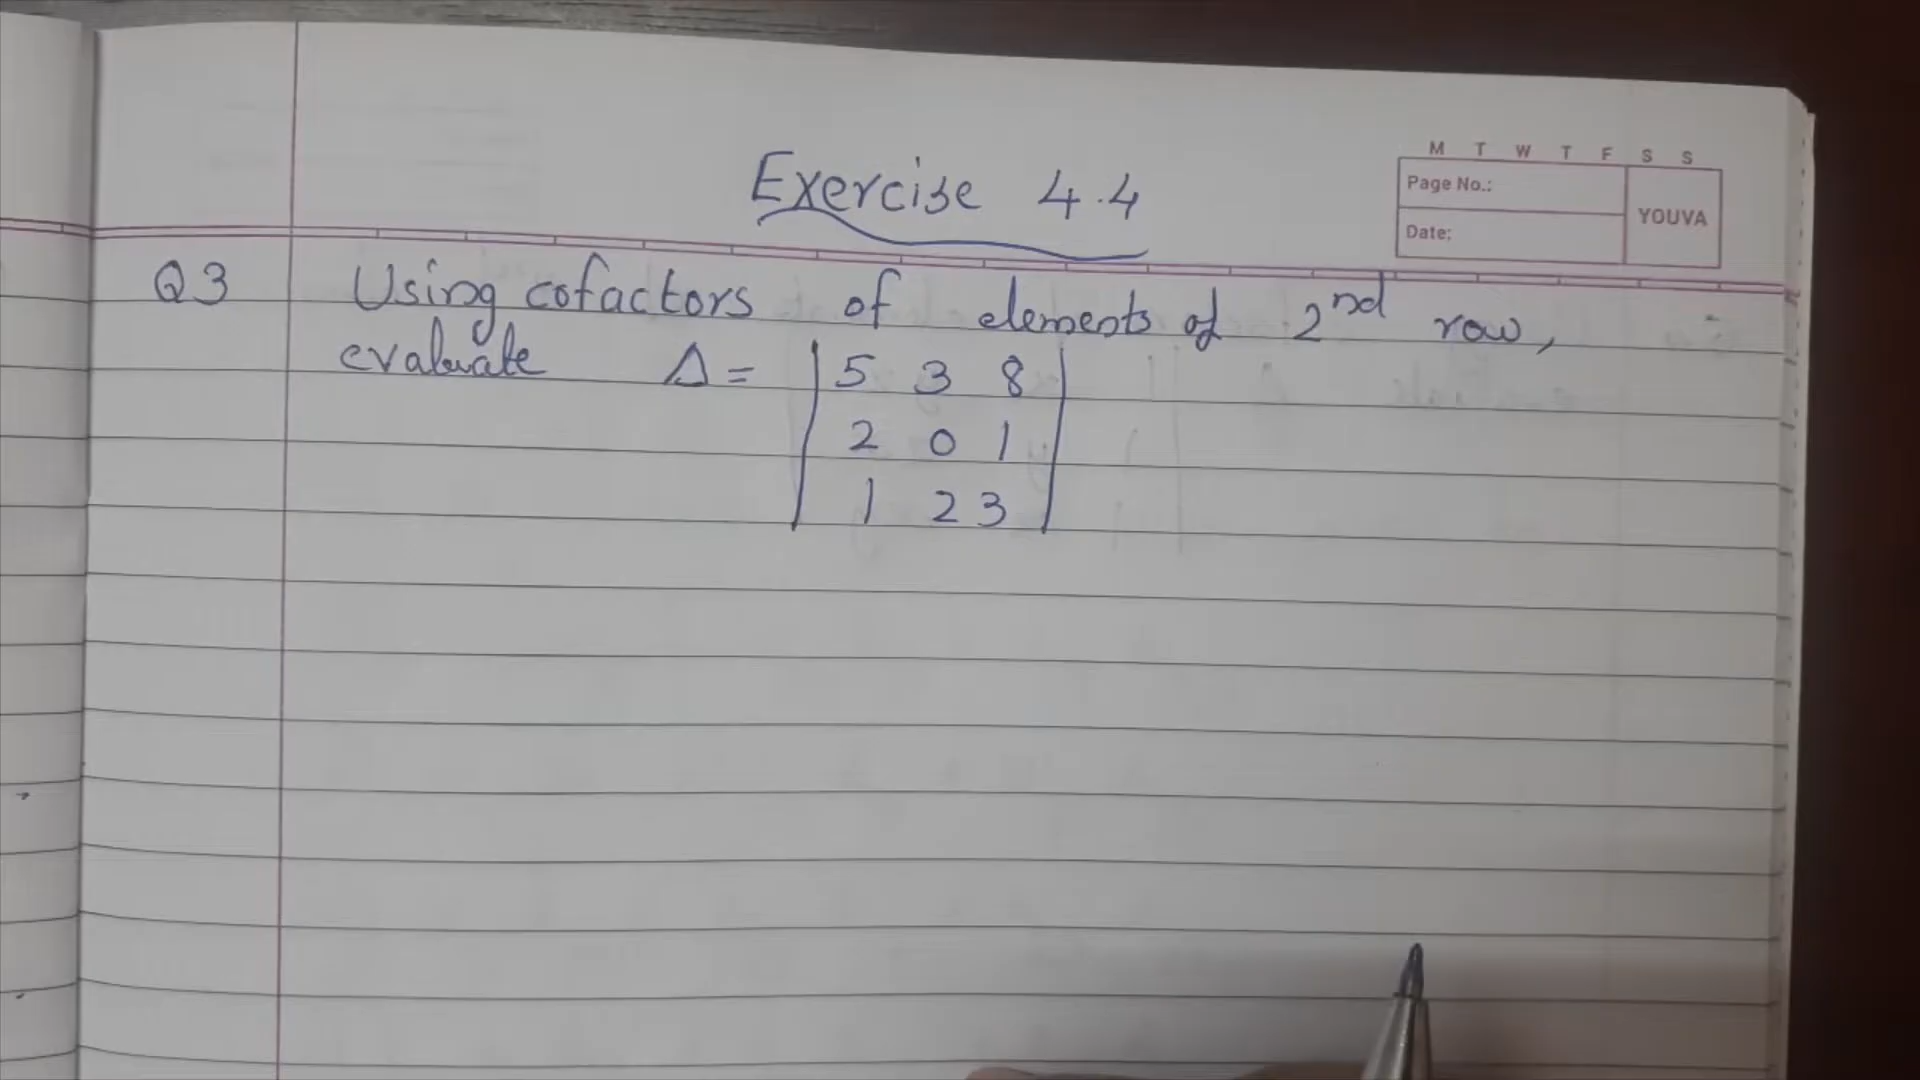 M T W T F S S
Page No.:
YOUVA
Date:
Exercise 4.4
Q3 Using cofactors of elements of 2nd row,
evaluate Δ = | 5 3 8 |
| 2 0 1 |
| 1 2 3 |